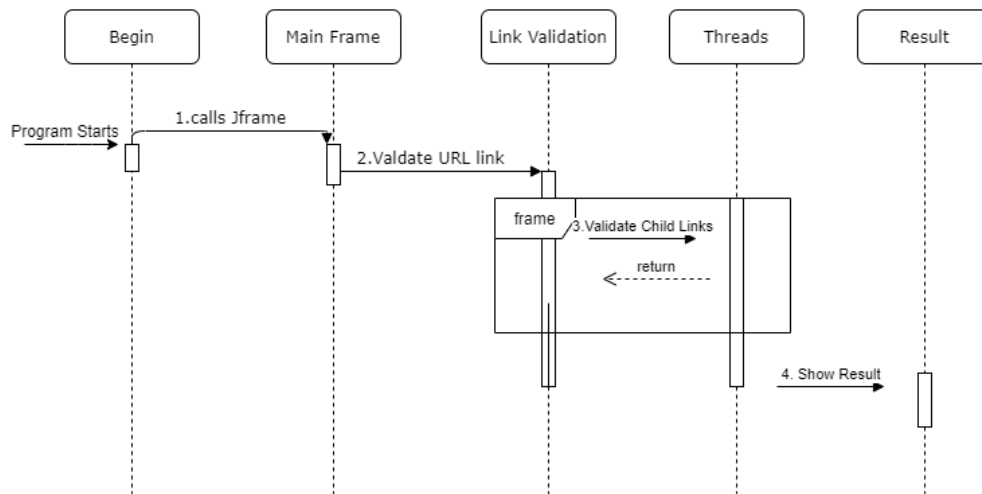 Begin
Main Frame
Link Validation
Threads
Result
Program Starts
1.calls Jframe
2.Valdate URL link
frame
3.Validate Child Links
return
4. Show Result